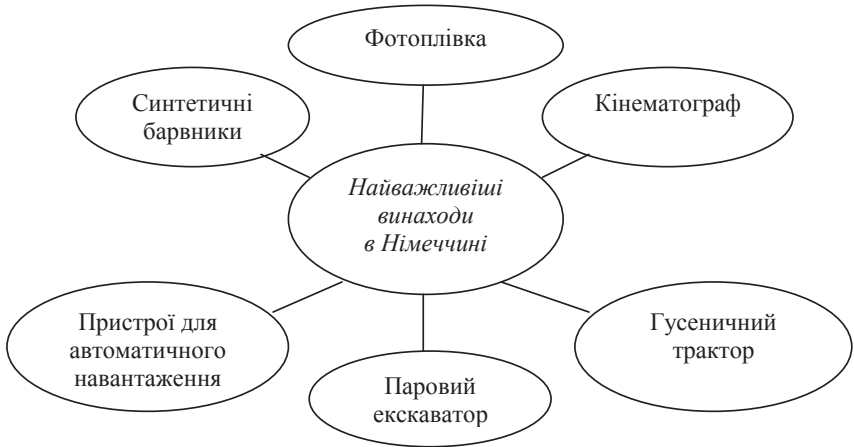 Фотоплівка
Синтетичні
барвники
Кінематограф
Найважливіші
винаходи
в Німеччині
Пристрої для
автоматичного
навантаження
Паровий
екскаватор
Гусеничний
трактор